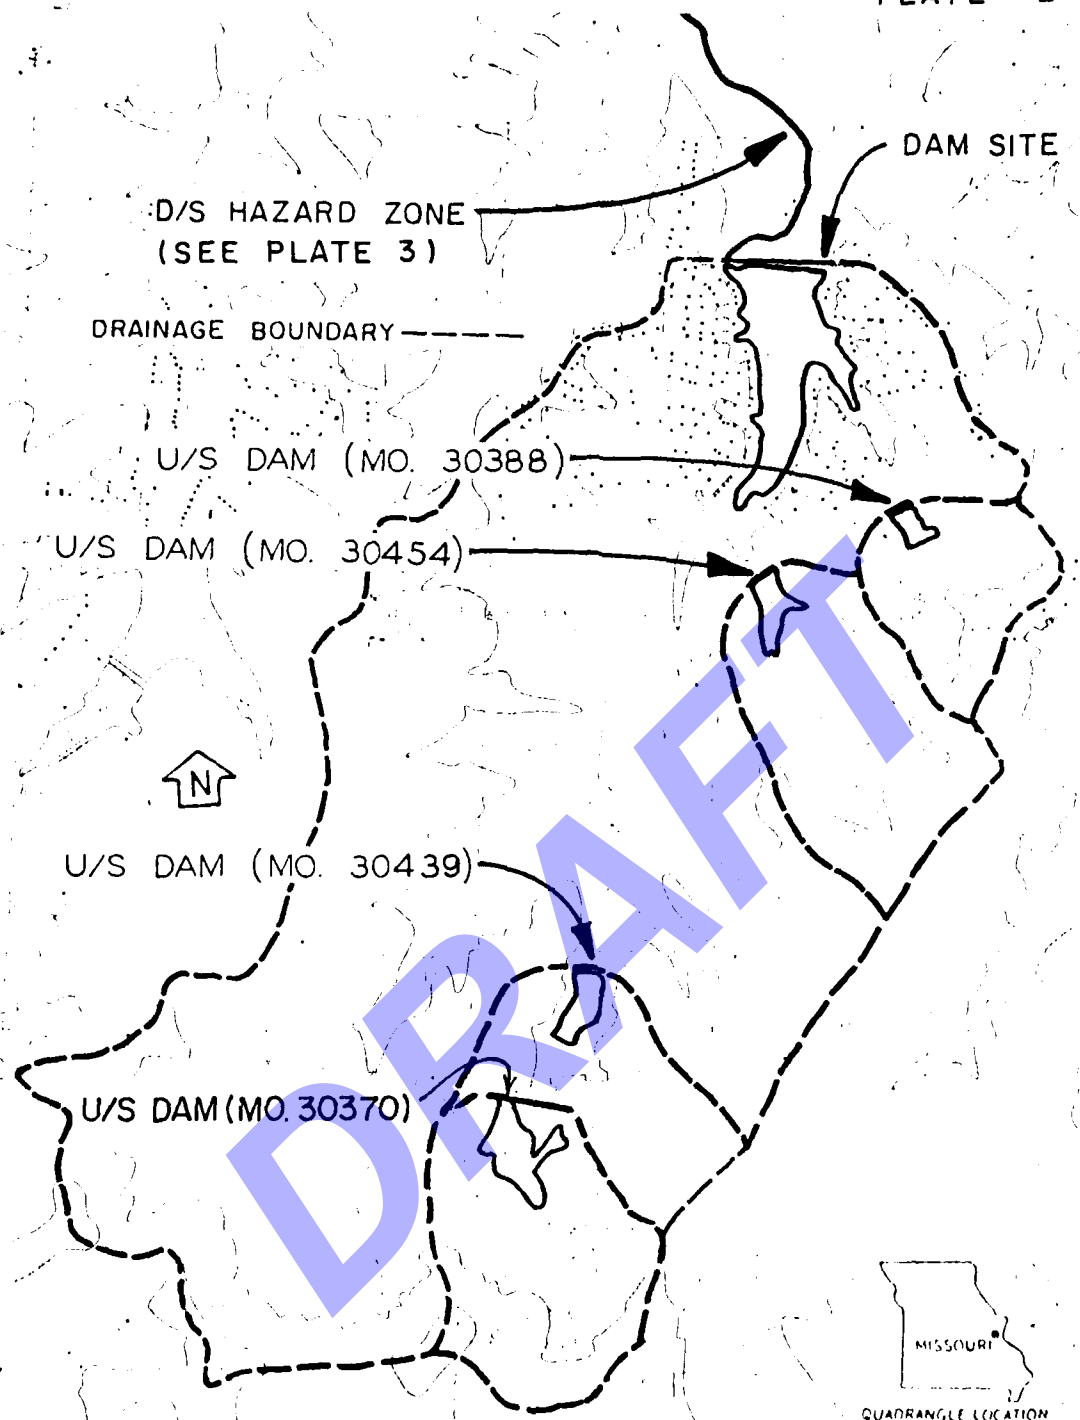 DAM SITE
D/S HAZARD ZONE
(SEE PLATE 3)
DRAINAGE BOUNDARY
U/S DAM (MO. 30388)
U/S DAM (MO. 30454)
N
U/S DAM (MO. 30439)
U/S DAM (MO. 30370)
DRAFT
MISSOURI
QUADRANGLE LOCATION